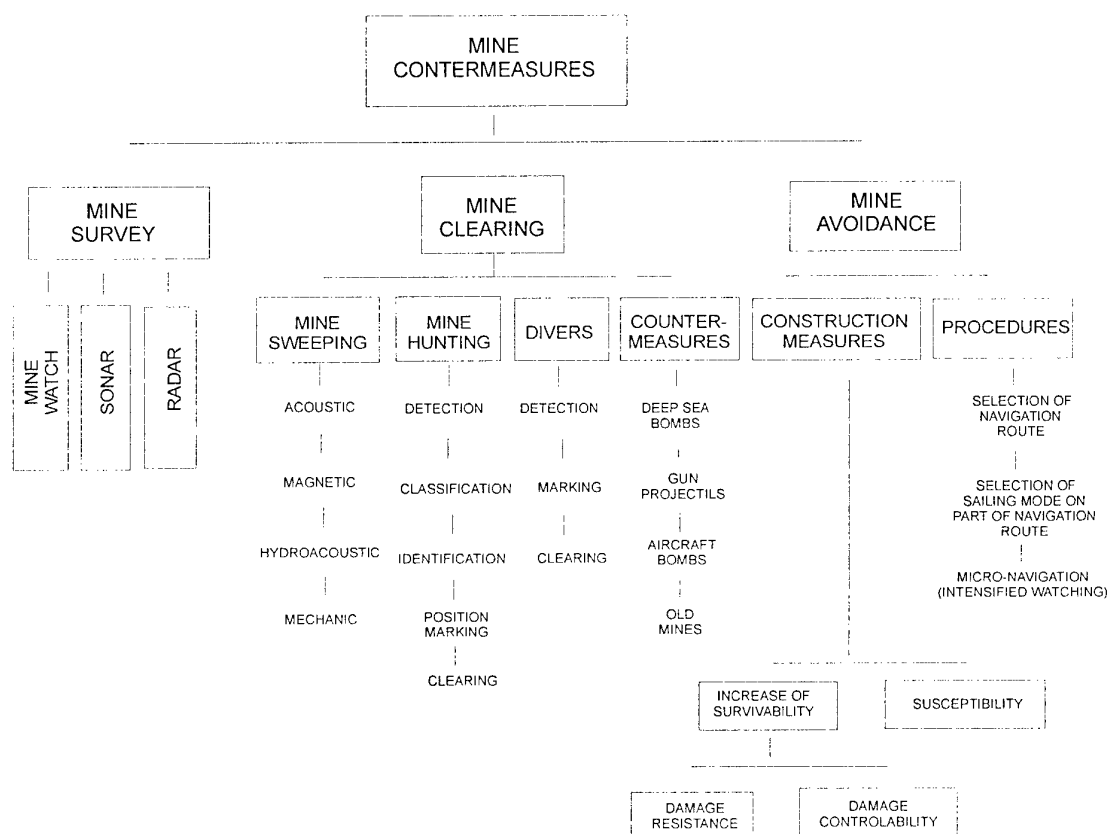 MINE
CONTERMEASURES
MINE
SURVEY
MINE
CLEARING
MINE
AVOIDANCE
MINE
WATCH
SONAR
RADAR
MINE
SWEEPING
MINE
HUNTING
DIVERS
COUNTER-
MEASURES
CONSTRUCTION
MEASURES
PROCEDURES
ACOUSTIC
MAGNETIC
HYDROACOUSTIC
MECHANIC
DETECTION
CLASSIFICATION
IDENTIFICATION
POSITION
MARKING
CLEARING
DETECTION
MARKING
CLEARING
DEEP SEA
BOMBS
GUN
PROJECTILS
AIRCRAFT
BOMBS
OLD
MINES
SELECTION OF
NAVIGATION
ROUTE
SELECTION OF
SAILING MODE ON
PART OF NAVIGATION
ROUTE
MICRO-NAVIGATION
(INTENSIFIED WATCHING)
INCREASE OF
SURVIVABILITY
SUSCEPTIBILITY
DAMAGE
RESISTANCE
DAMAGE
CONTROLABILITY